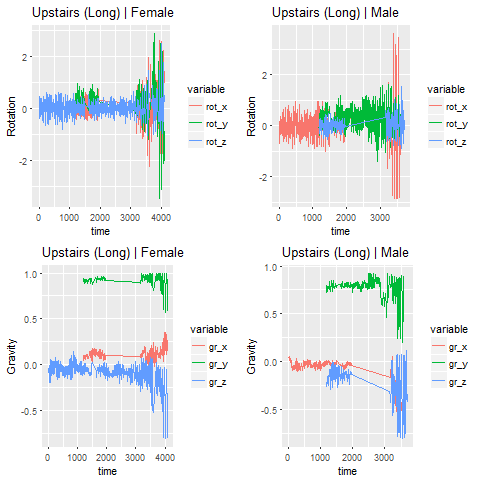 Upstairs (Long) | Female
Rotation
2
0
-2
0
1000
2000
3000
4000
time
variable
rot_x
rot_y
rot_z
Upstairs (Long) | Male
Rotation
2
0
-2
0
1000
2000
3000
time
variable
rot_x
rot_y
rot_z
Upstairs (Long) | Female
Gravity
1.0
0.5
0.0
-0.5
0
1000
2000
3000
4000
time
variable
gr_x
gr_y
gr_z
Upstairs (Long) | Male
Gravity
1.0
0.5
0.0
-0.5
0
1000
2000
3000
time
variable
gr_x
gr_y
gr_z